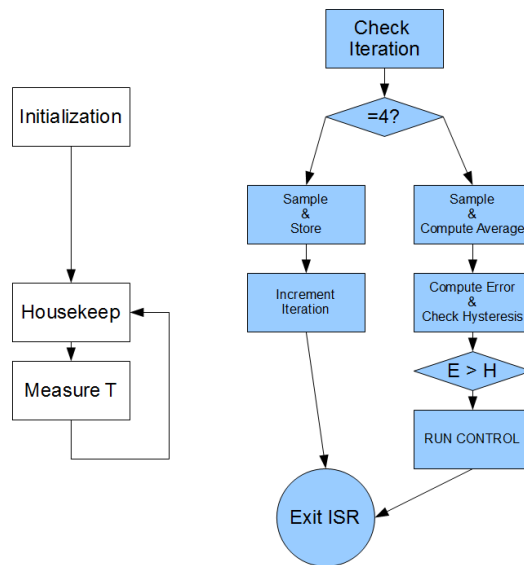 Initialization
Housekeep
Measure T
Check
Iteration
=4?
Sample
&
Store
Increment
Iteration
Sample
&
Compute Average
Compute Error
&
Check Hysteresis
E > H
RUN CONTROL
Exit ISR